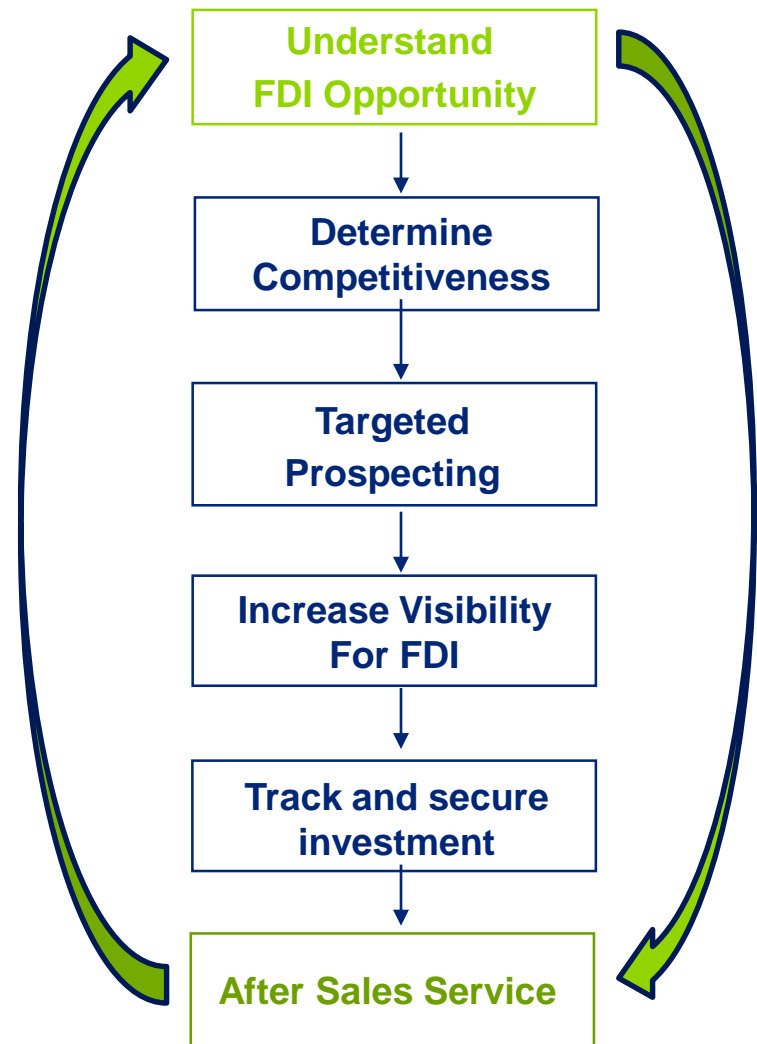 Understand
FDI Opportunity
Determine
Competitiveness
Targeted
Prospecting
Increase Visibility
For FDI
Track and secure
investment
After Sales Service